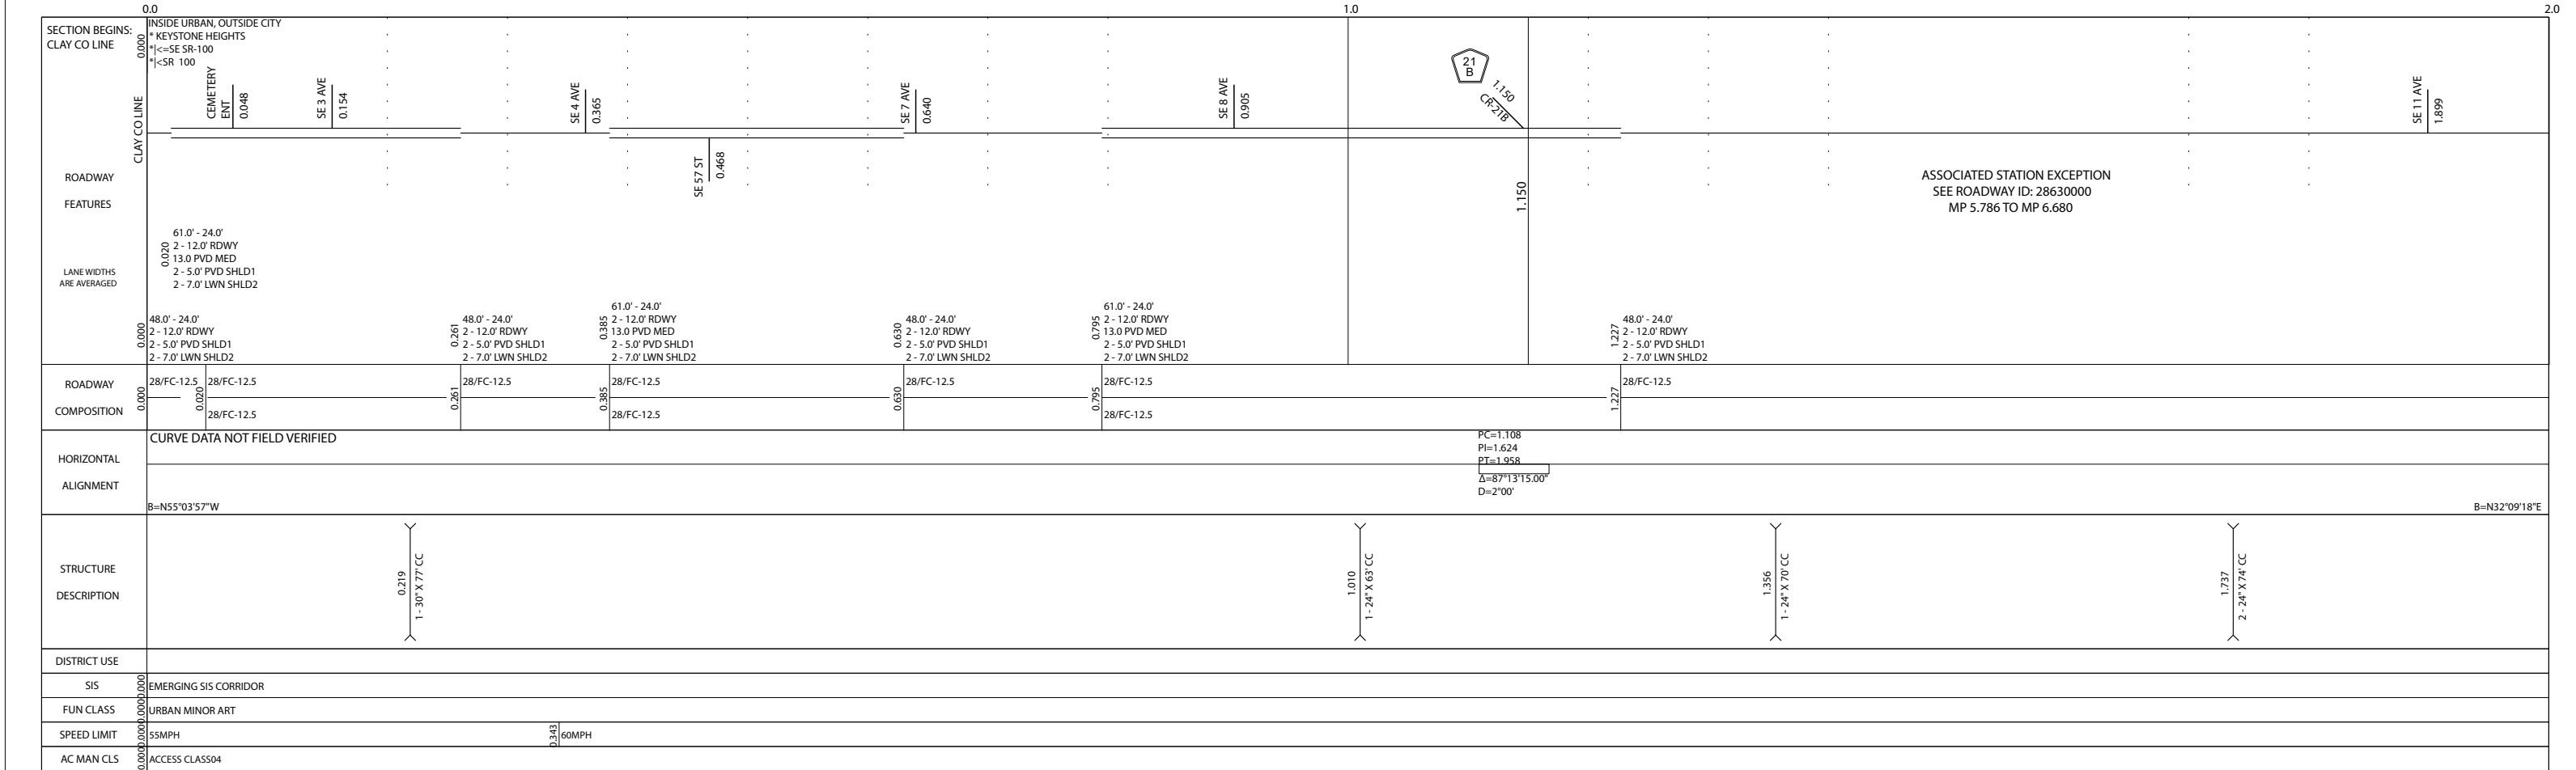 0.0
1.0
2.0
SECTION BEGINS:
CLAY CO LINE
0.000
INSIDE URBAN, OUTSIDE CITY
* KEYSTONE HEIGHTS
*|<=SE SR-100
*|<SR 100
CLAY CO LINE
CEMETERY
ENT
0.048
SE 3 AVE
0.154
SE 4 AVE
0.365
SE 57 ST
0.468
SE 7 AVE
0.640
SE 8 AVE
0.905
21
B
1.150
CR-21B
1.150
SE 11 AVE
1.899
ROADWAY
FEATURES
ASSOCIATED STATION EXCEPTION
SEE ROADWAY ID: 28630000
MP 5.786 TO MP 6.680
LANE WIDTHS
ARE AVERAGED
0.020
61.0' - 24.0'
2 - 12.0' RDWY
13.0 PVD MED
2 - 5.0' PVD SHLD1
2 - 7.0' LWN SHLD2
0.000
48.0' - 24.0'
2 - 12.0' RDWY
2 - 5.0' PVD SHLD1
2 - 7.0' LWN SHLD2
0.261
48.0' - 24.0'
2 - 12.0' RDWY
2 - 5.0' PVD SHLD1
2 - 7.0' LWN SHLD2
0.385
61.0' - 24.0'
2 - 12.0' RDWY
13.0 PVD MED
2 - 5.0' PVD SHLD1
2 - 7.0' LWN SHLD2
0.630
48.0' - 24.0'
2 - 12.0' RDWY
2 - 5.0' PVD SHLD1
2 - 7.0' LWN SHLD2
0.795
61.0' - 24.0'
2 - 12.0' RDWY
13.0 PVD MED
2 - 5.0' PVD SHLD1
2 - 7.0' LWN SHLD2
1.227
48.0' - 24.0'
2 - 12.0' RDWY
2 - 5.0' PVD SHLD1
2 - 7.0' LWN SHLD2
ROADWAY
COMPOSITION
0.000
28/FC-12.5
0.020
28/FC-12.5
28/FC-12.5
0.261
28/FC-12.5
0.385
28/FC-12.5
28/FC-12.5
0.630
28/FC-12.5
0.795
28/FC-12.5
28/FC-12.5
1.227
28/FC-12.5
HORIZONTAL
ALIGNMENT
CURVE DATA NOT FIELD VERIFIED
PC=1.108
PI=1.624
PT=1.958
Δ=87°13'15.00"
D=2°00'
B=N55°03'57"W
B=N32°09'18"E
STRUCTURE
DESCRIPTION
0.219
1 - 30" X 77' CC
1.010
1 - 24" X 63' CC
1.356
1 - 24" X 70' CC
1.737
2 - 24" X 74' CC
DISTRICT USE
SIS
0.000
EMERGING SIS CORRIDOR
FUN CLASS
0.000
URBAN MINOR ART
SPEED LIMIT
0.000
55MPH
0.343
60MPH
AC MAN CLS
0.000
ACCESS CLASS04